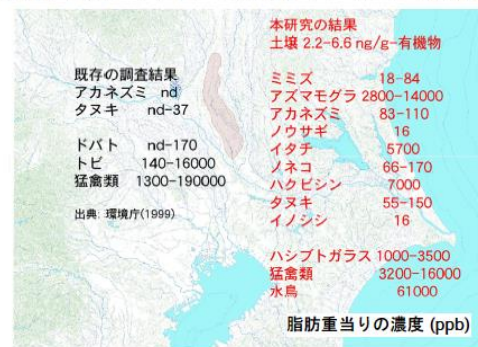 既存の調査結果
アカネズミ nd
タヌキ nd-37
ドバト nd-170
トビ 140-16000
猛禽類 1300-190000
出典: 環境庁(1999)
本研究の結果
土壌 2.2-6.6 ng/g-有機物
ミミズ 18-84
アズマモグラ 2800-14000
アカネズミ 83-110
ノウサギ 16
イタチ 5700
ノネコ 66-170
ハクビシン 7000
タヌキ 55-150
イノシシ 16
ハシブトガラス 1000-3500
猛禽類 3200-16000
水鳥 61000
脂肪重当りの濃度 (ppb)